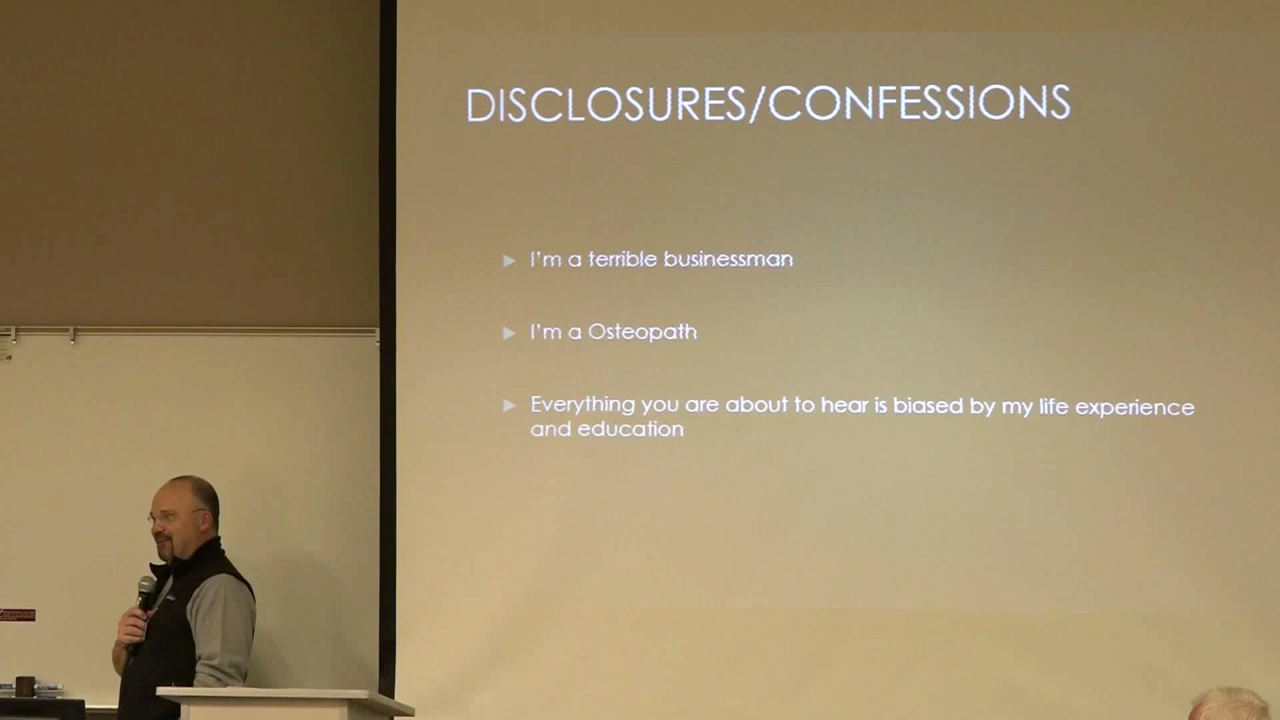 DISCLOSURES/CONFESSIONS
I'm a terrible businessman
I'm a Osteopath
Everything you are about to hear is biased by my life experience
and education